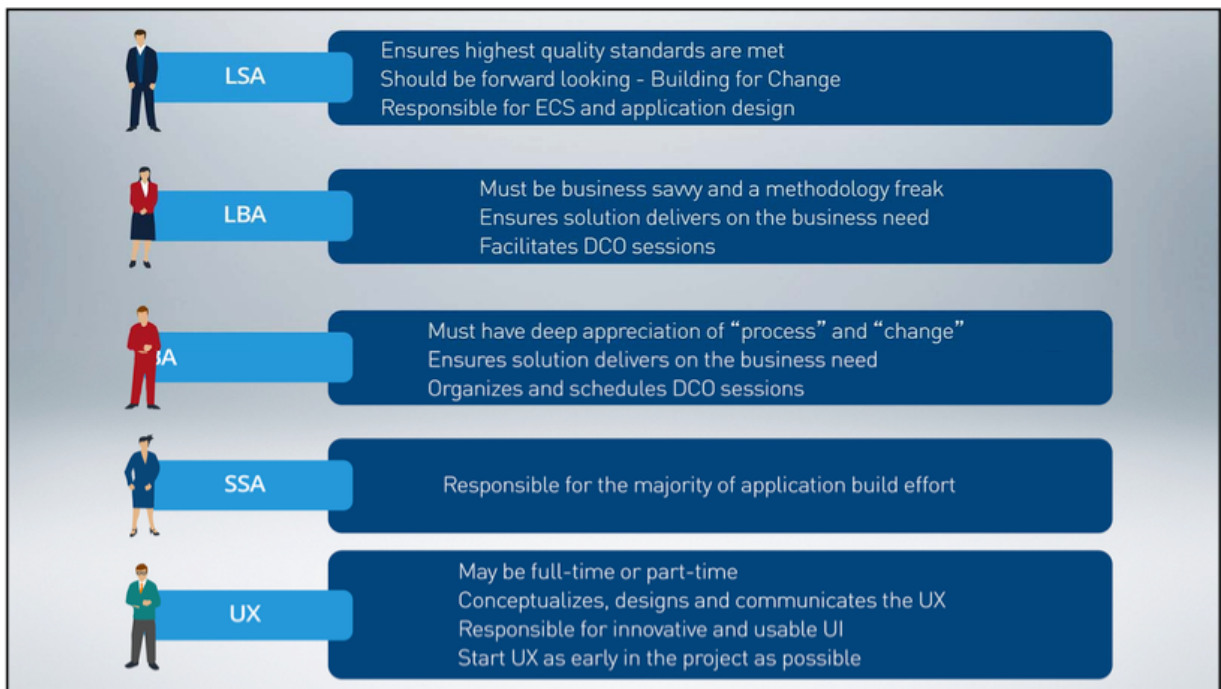 LSA
Ensures highest quality standards are met
Should be forward looking - Building for Change
Responsible for ECS and application design
LBA
Must be business savvy and a methodology freak
Ensures solution delivers on the business need
Facilitates DCO sessions
BA
Must have deep appreciation of “process” and “change”
Ensures solution delivers on the business need
Organizes and schedules DCO sessions
SSA
Responsible for the majority of application build effort
UX
May be full-time or part-time
Conceptualizes, designs and communicates the UX
Responsible for innovative and usable UI
Start UX as early in the project as possible